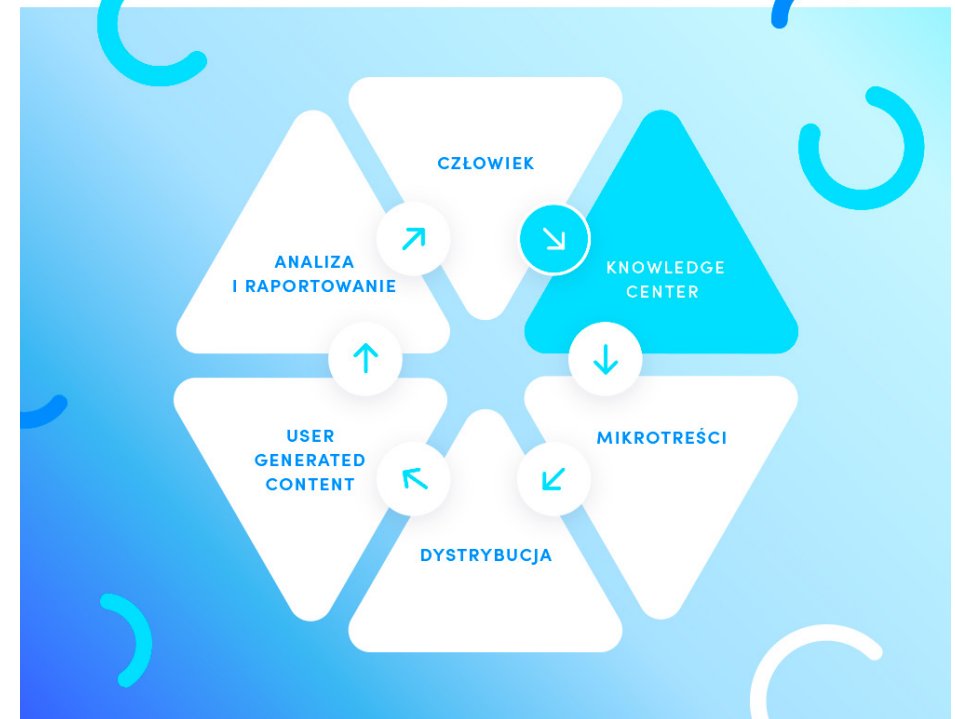 CZŁOWIEK
KNOWLEDGE
CENTER
MIKROTREŚCI
DYSTRYBUCJA
USER
GENERATED
CONTENT
ANALIZA
I RAPORTOWANIE